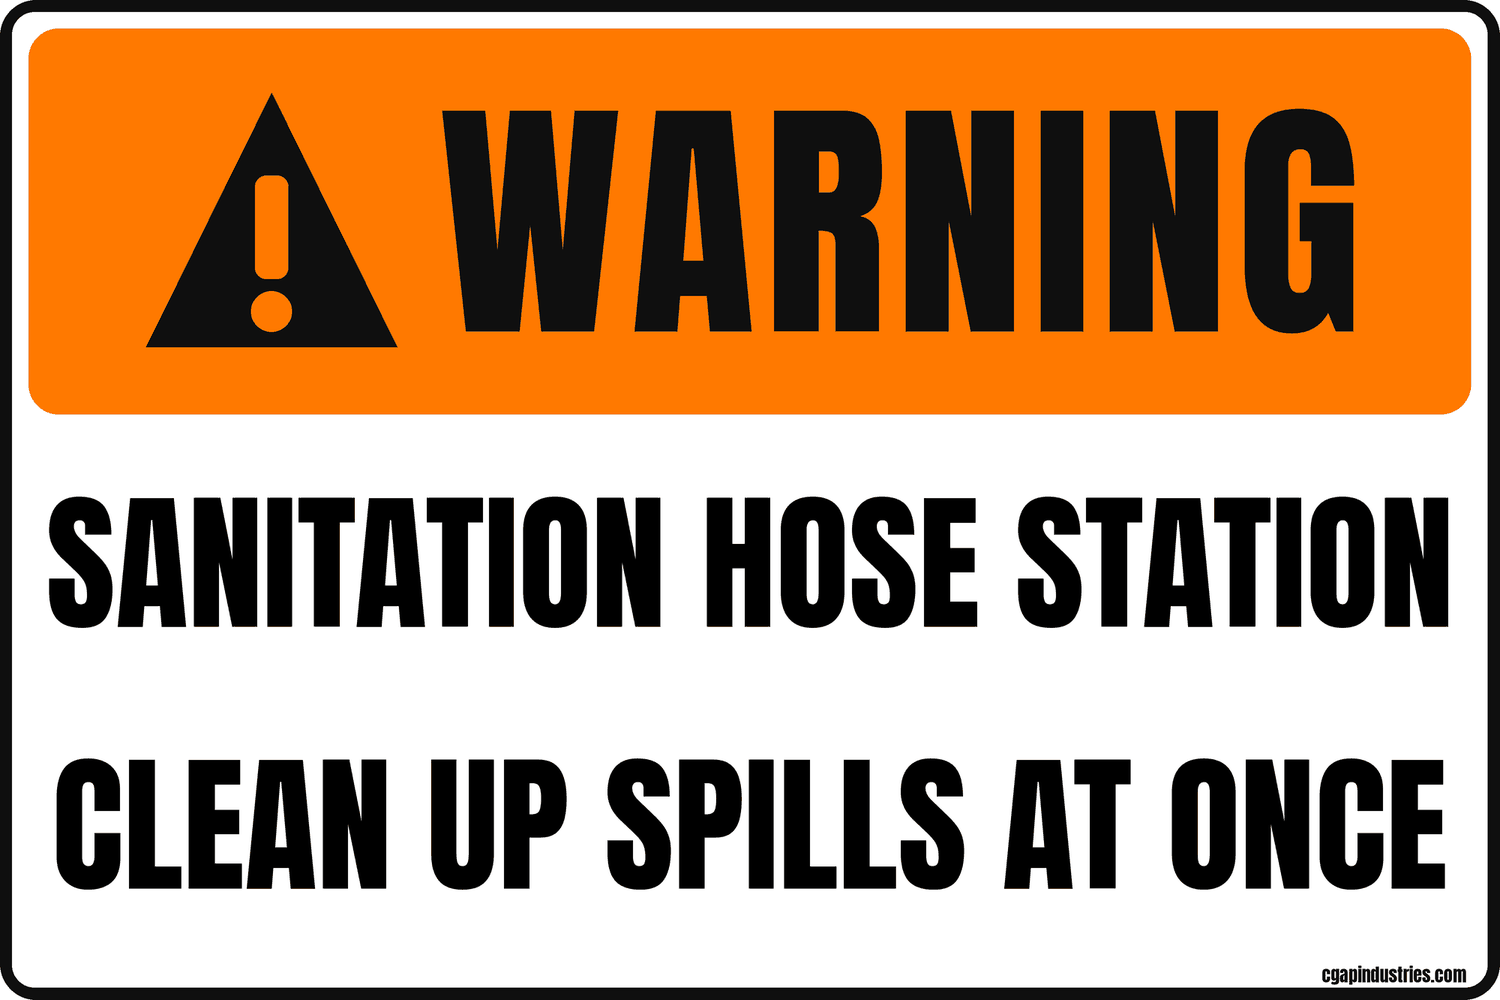 WARNING
SANITATION HOSE STATION
CLEAN UP SPILLS AT ONCE
cgapindustries.com